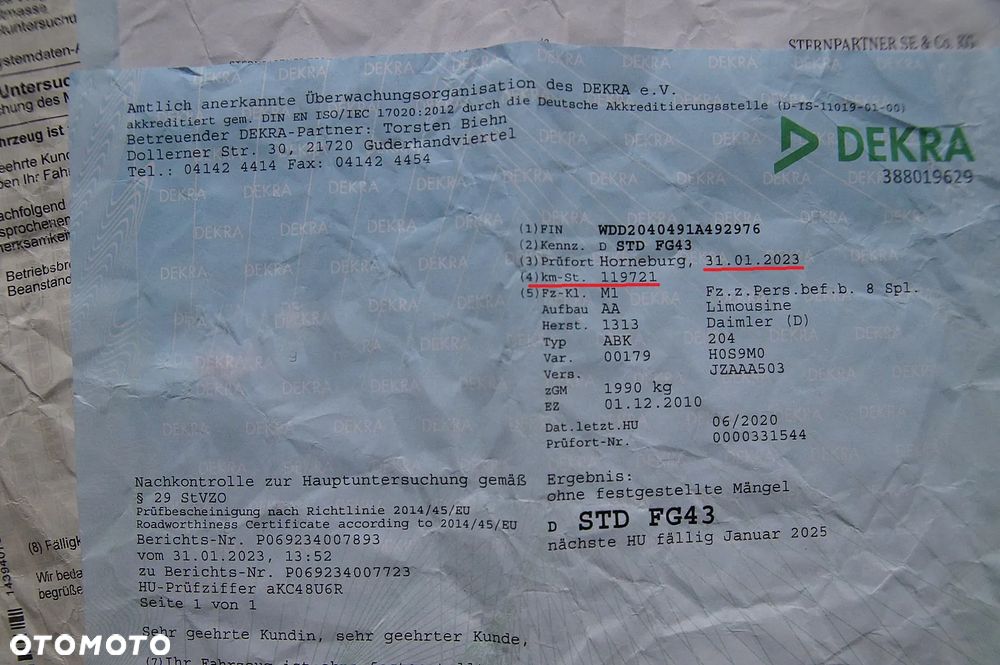 STERNPARTNER SE & Co. KG
Amtlich anerkannte Überwachungsorganisation des DEKRA e.V.
akkreditiert gem. DIN EN ISO/IEC 17020:2012 durch die Deutsche Akkreditierungsstelle (D-IS-11019-01-00)
Betreuender DEKRA-Partner: Torsten Biehn
Dollerner Str. 30, 21720 Guderhandviertel
Tel.: 04142 4414 Fax: 04142 4454
DEKRA
388019629
(1) FIN WDD2040491A492976
(2) Kennz. D STD FG43
(3) Prüfort Horneburg, 31.01.2023
(4) km-St. 119721
(5) Fz-Kl. M1 Fz.z.Pers.bef.b. 8 Spl.
Aufbau AA Limousine
Herst. 1313 Daimler (D)
Typ ABK 204
Var. 00179 H0S9M0
Vers. JZAAA503
zGM 1990 kg
EZ 01.12.2010
Dat.letzt.HU 06/2020
Prüfort-Nr. 0000331544
Nachkontrolle zur Hauptuntersuchung gemäß
§ 29 StVZO
Prüfbescheinigung nach Richtlinie 2014/45/EU
Roadworthiness Certificate according to 2014/45/EU
Berichts-Nr. P069234007893
vom 31.01.2023, 13:52
zu Berichts-Nr. P069234007723
HU-Prüfziffer aKC48U6R
Seite 1 von 1
Ergebnis:
ohne festgestellte Mängel
D STD FG43
nächste HU fällig Januar 2025
Sehr geehrte Kundin, sehr geehrter Kunde,
(7) Ihr Fahrzeug ist ohne
(8) Fällig
Wir
OTOMOTO